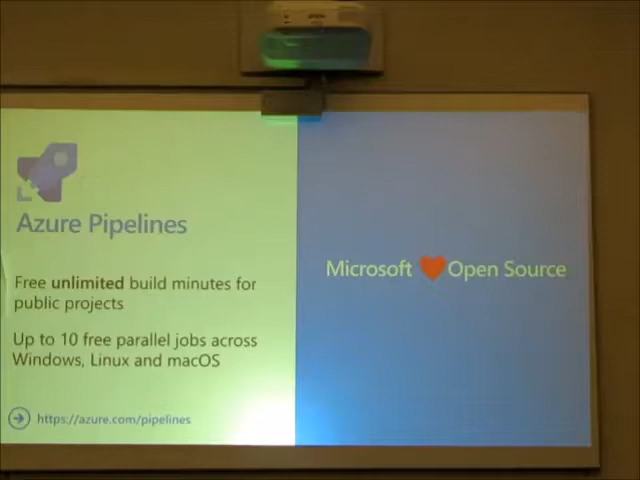 Azure Pipelines
Free unlimited build minutes for
public projects
Up to 10 free parallel jobs across
Windows, Linux and macOS
https://azure.com/pipelines
Microsoft ❤ Open Source